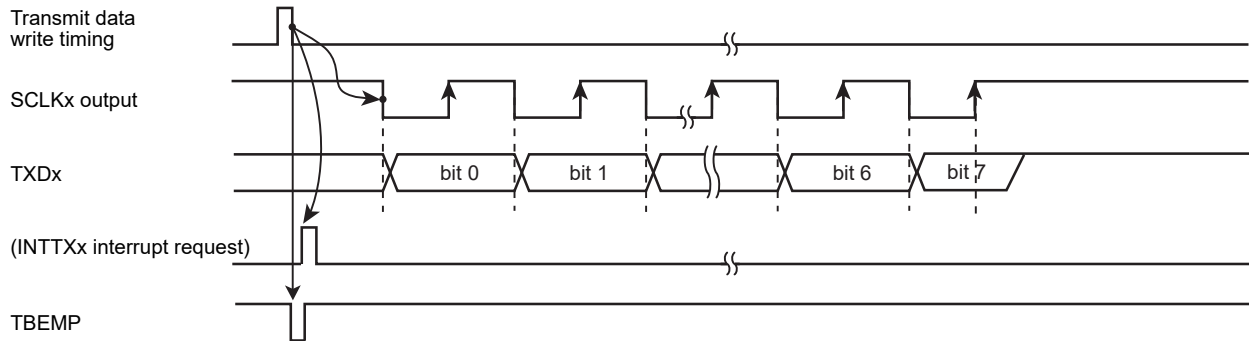 Transmit data
write timing
SCLKx output
TXDx
bit 0
bit 1
bit 6
bit 7
(INTTXx interrupt request)
TBEMP